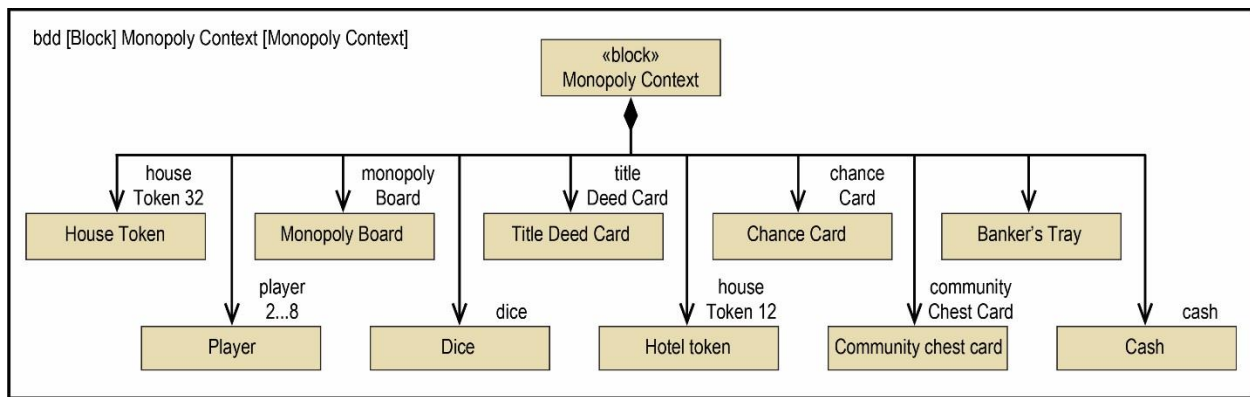 bdd [Block] Monopoly Context [Monopoly Context]
«block»
Monopoly Context
house
Token 32
House Token
monopoly
Board
Monopoly Board
title
Deed Card
Title Deed Card
chance
Card
Chance Card
Banker's Tray
player
2...8
Player
dice
Dice
house
Token 12
Hotel token
community
Chest Card
Community chest card
cash
Cash